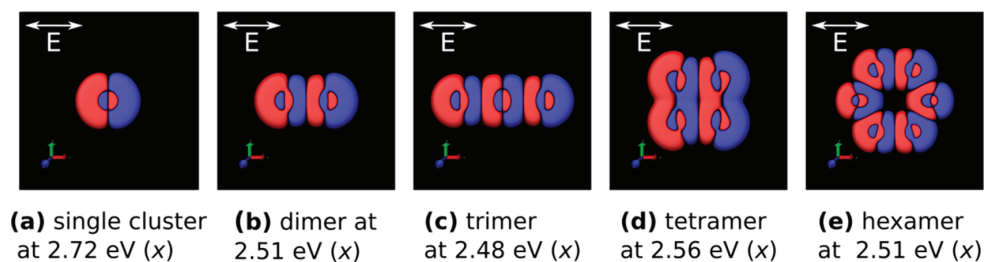 E
E
E
E
E
(a) single cluster
at 2.72 eV (x)
(b) dimer at
2.51 eV (x)
(c) trimer
at 2.48 eV (x)
(d) tetramer
at 2.56 eV (x)
(e) hexamer
at 2.51 eV (x)